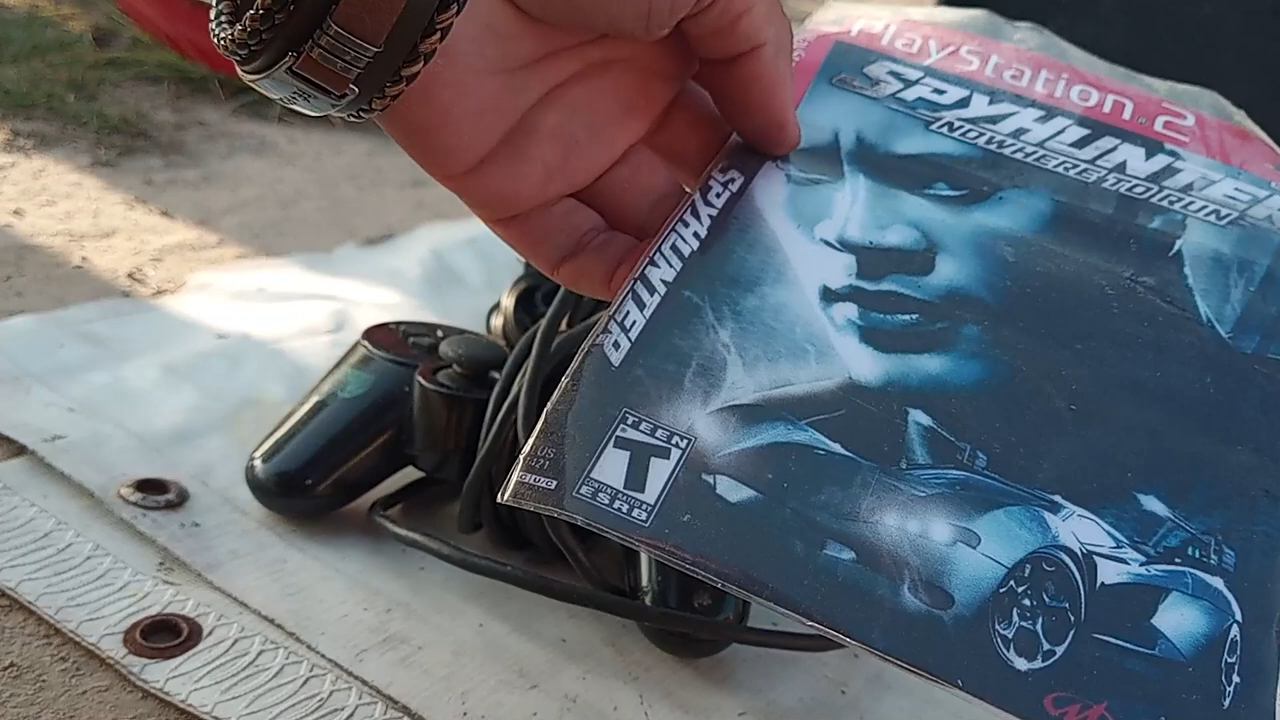 PlayStation 2
SPYHUNTER
NOWHERE TO RUN
SPYHUNTER
TEEN
T
CONTENT RATED BY
ESRB